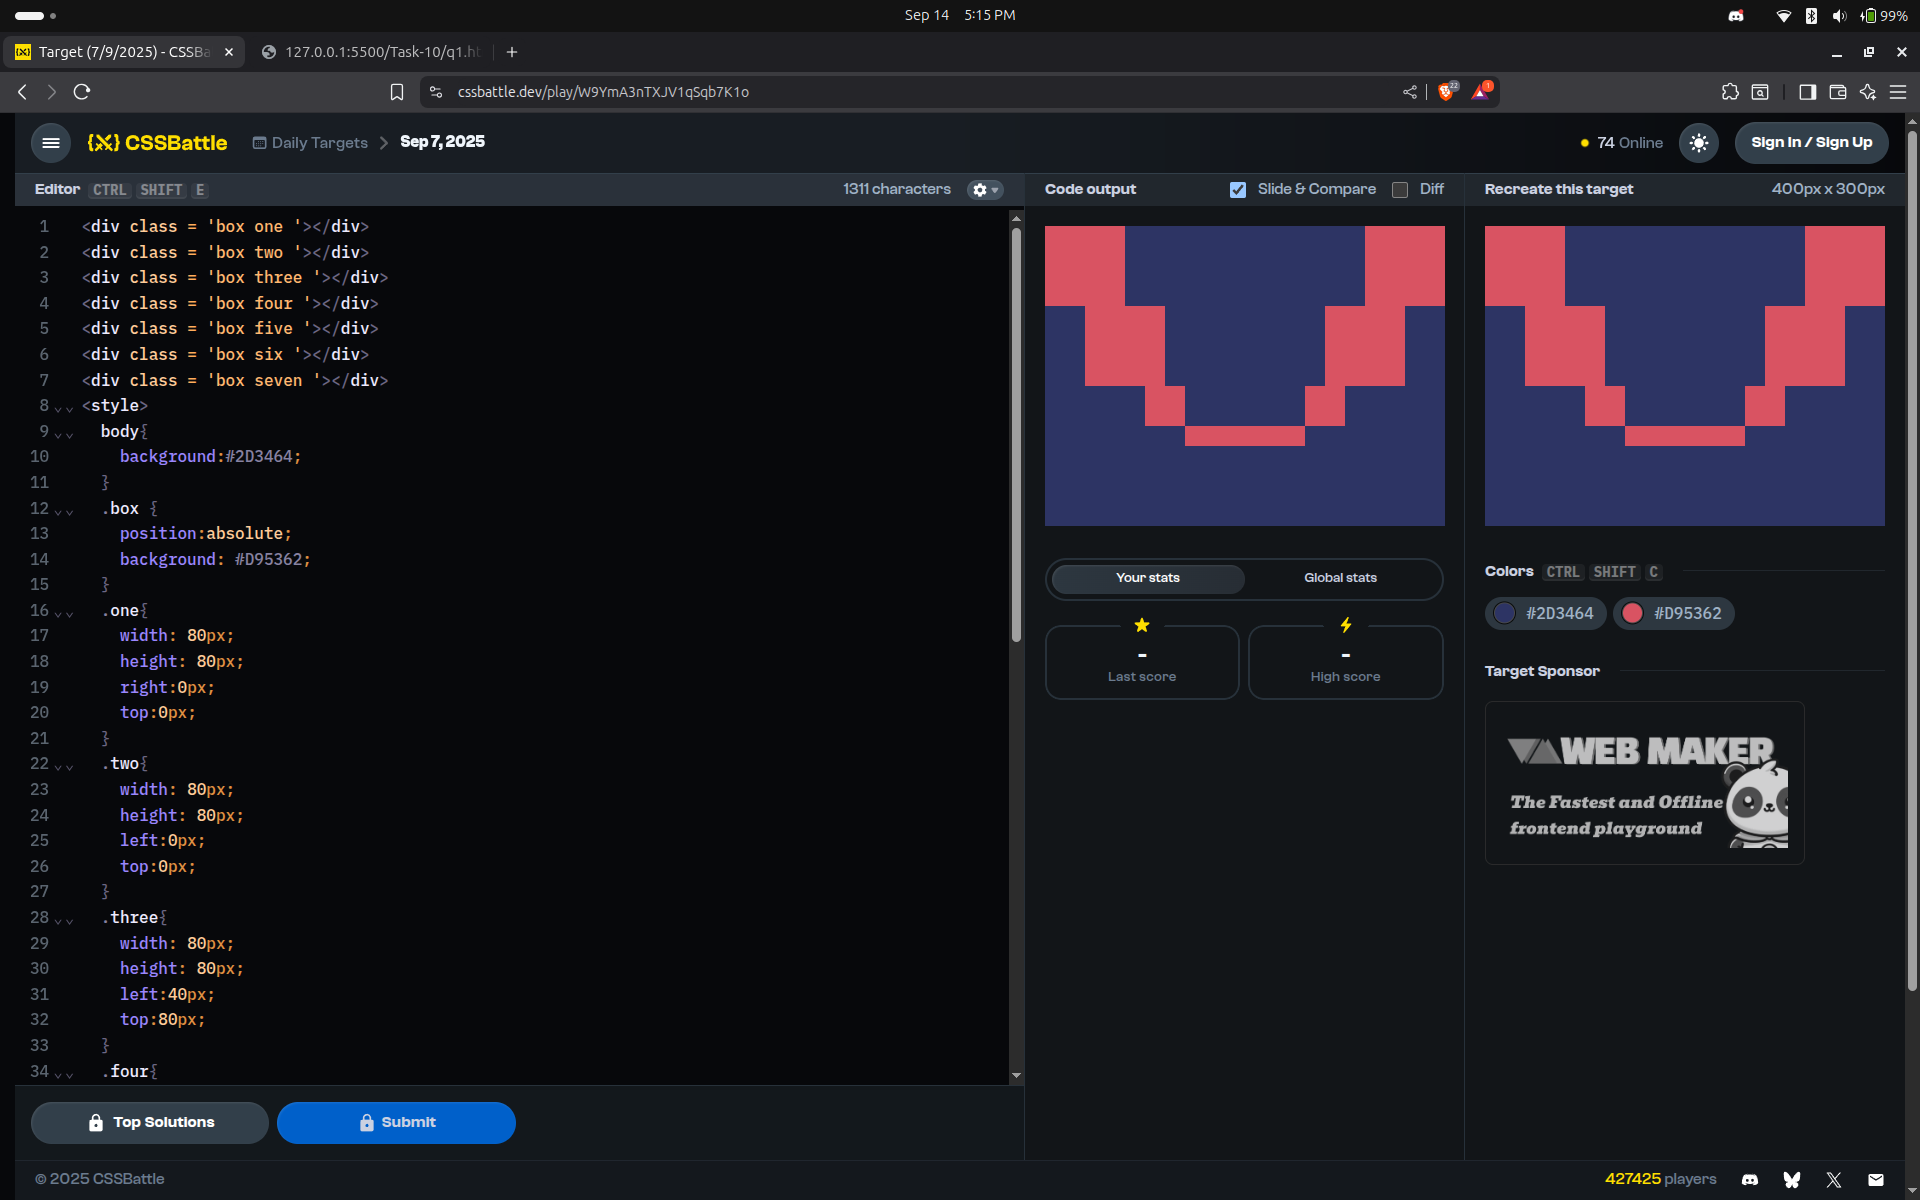 Sep 14 5:15 PM
99%
Target (7/9/2025) - CSSBa
127.0.0.1:5500/Task-10/q1.h
cssbattle.dev/play/W9YmA3nTXJV1qSqb7K1o
22
1
CSSBattle
Daily Targets
Sep 7, 2025
74 Online
Sign In / Sign Up
Editor CTRL SHIFT E
1311 characters
1 <div class = 'box one '></div>
2 <div class = 'box two '></div>
3 <div class = 'box three '></div>
4 <div class = 'box four '></div>
5 <div class = 'box five '></div>
6 <div class = 'box six '></div>
7 <div class = 'box seven '></div>
8 <style>
9 body{
10 background:#2D3464;
11 }
12 .box {
13 position:absolute;
14 background: #D95362;
15 }
16 .one{
17 width: 80px;
18 height: 80px;
19 right:0px;
20 top:0px;
21 }
22 .two{
23 width: 80px;
24 height: 80px;
25 left:0px;
26 top:0px;
27 }
28 .three{
29 width: 80px;
30 height: 80px;
31 left:40px;
32 top:80px;
33 }
34 .four{
Top Solutions
Submit
Code output
Slide & Compare
Diff
Your stats
Global stats
-
Last score
-
High score
Recreate this target
400px x 300px
Colors CTRL SHIFT C
#2D3464
#D95362
Target Sponsor
WEB MAKER
The Fastest and Offline
frontend playground
© 2025 CSSBattle
427425 players